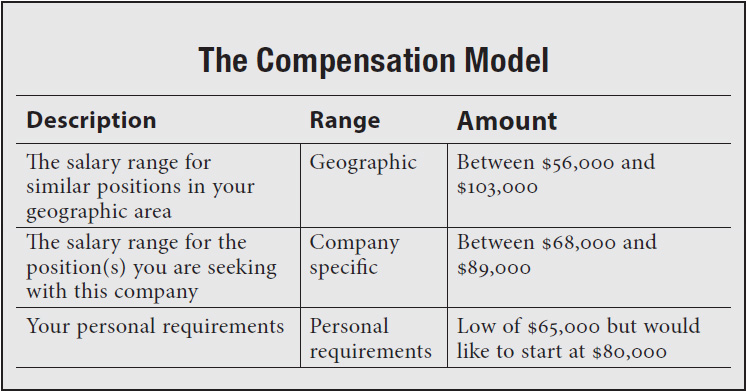 The Compensation Model
Description Range Amount
The salary range for
similar positions in your
geographic area
Geographic
Between $56,000 and
$103,000
The salary range for the
position(s) you are seeking
with this company
Company
specific
Between $68,000 and
$89,000
Your personal requirements
Personal
requirements
Low of $65,000 but would
like to start at $80,000